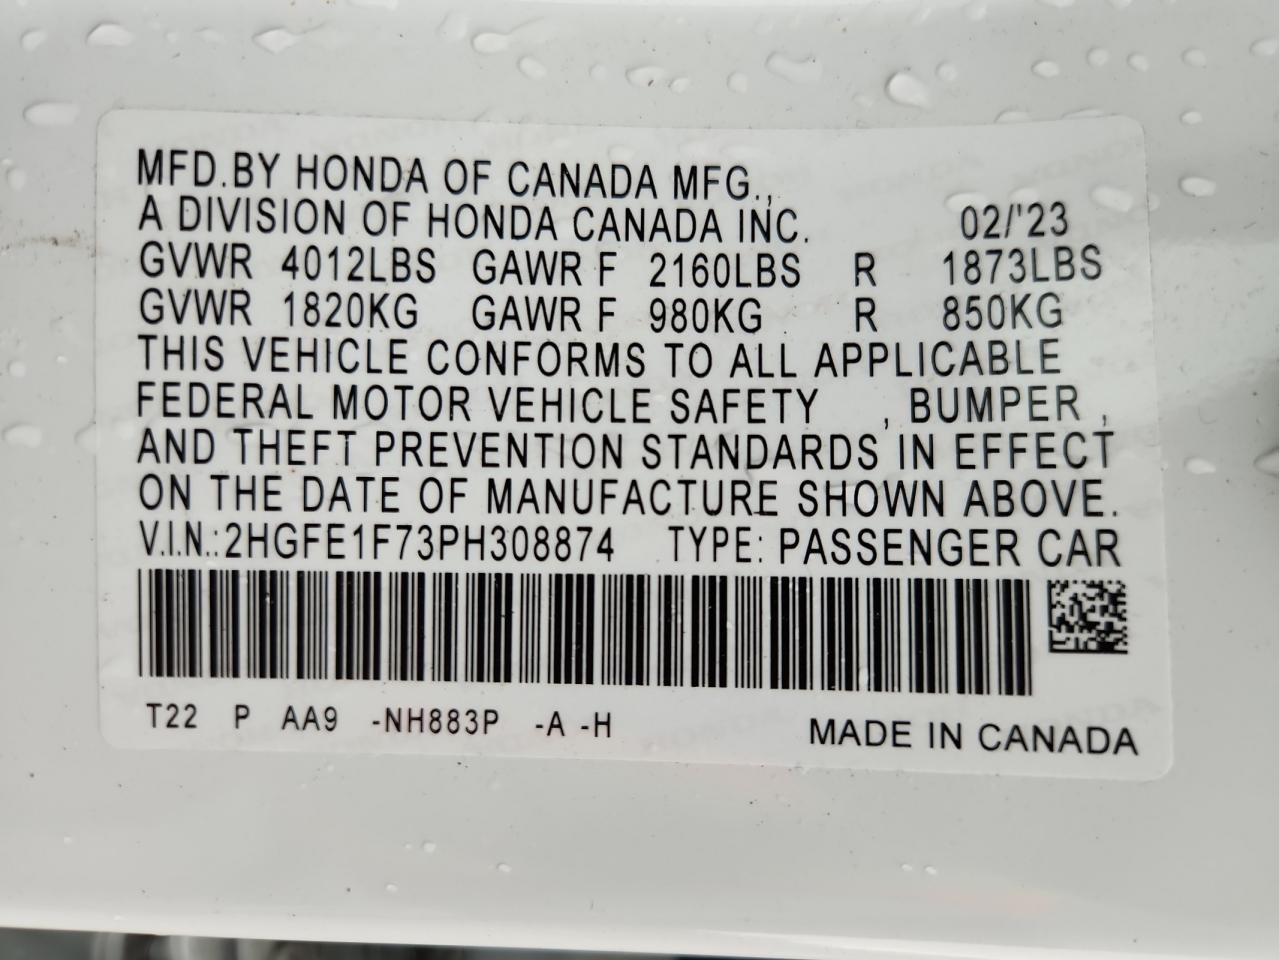 MFD.BY HONDA OF CANADA MFG.,
A DIVISION OF HONDA CANADA INC. 02/'23
GVWR 4012LBS GAWR F 2160LBS R 1873LBS
GVWR 1820KG GAWR F 980KG R 850KG
THIS VEHICLE CONFORMS TO ALL APPLICABLE
FEDERAL MOTOR VEHICLE SAFETY , BUMPER ,
AND THEFT PREVENTION STANDARDS IN EFFECT
ON THE DATE OF MANUFACTURE SHOWN ABOVE.
V.I.N.:2HGFE1F73PH308874 TYPE: PASSENGER CAR
T22 P AA9 -NH883P -A -H MADE IN CANADA